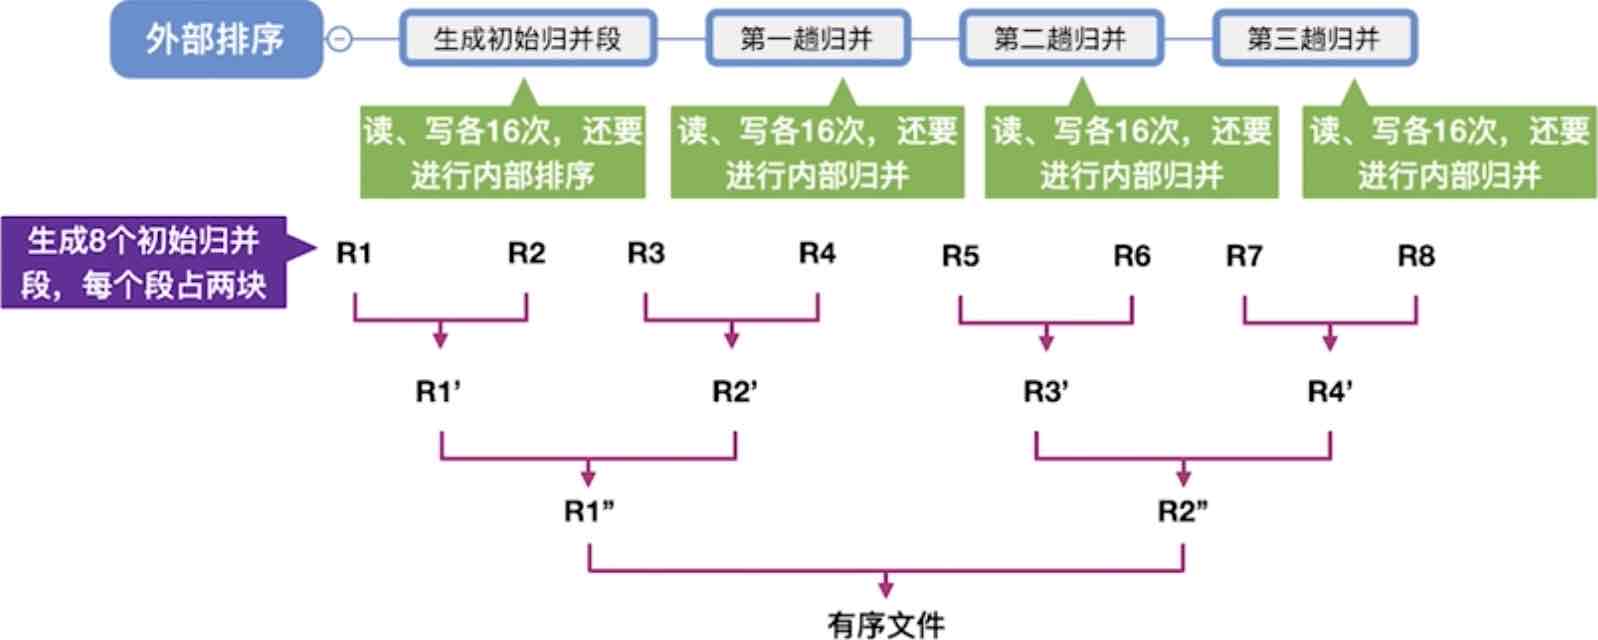 外部排序
生成初始归并段
第一趟归并
第二趟归并
第三趟归并
读、写各16次，还要
进行内部排序
读、写各16次，还要
进行内部归并
读、写各16次，还要
进行内部归并
读、写各16次，还要
进行内部归并
生成8个初始归并
段，每个段占两块
R1 R2 R3 R4 R5 R6 R7 R8
R1’ R2’ R3’ R4’
R1” R2”
有序文件